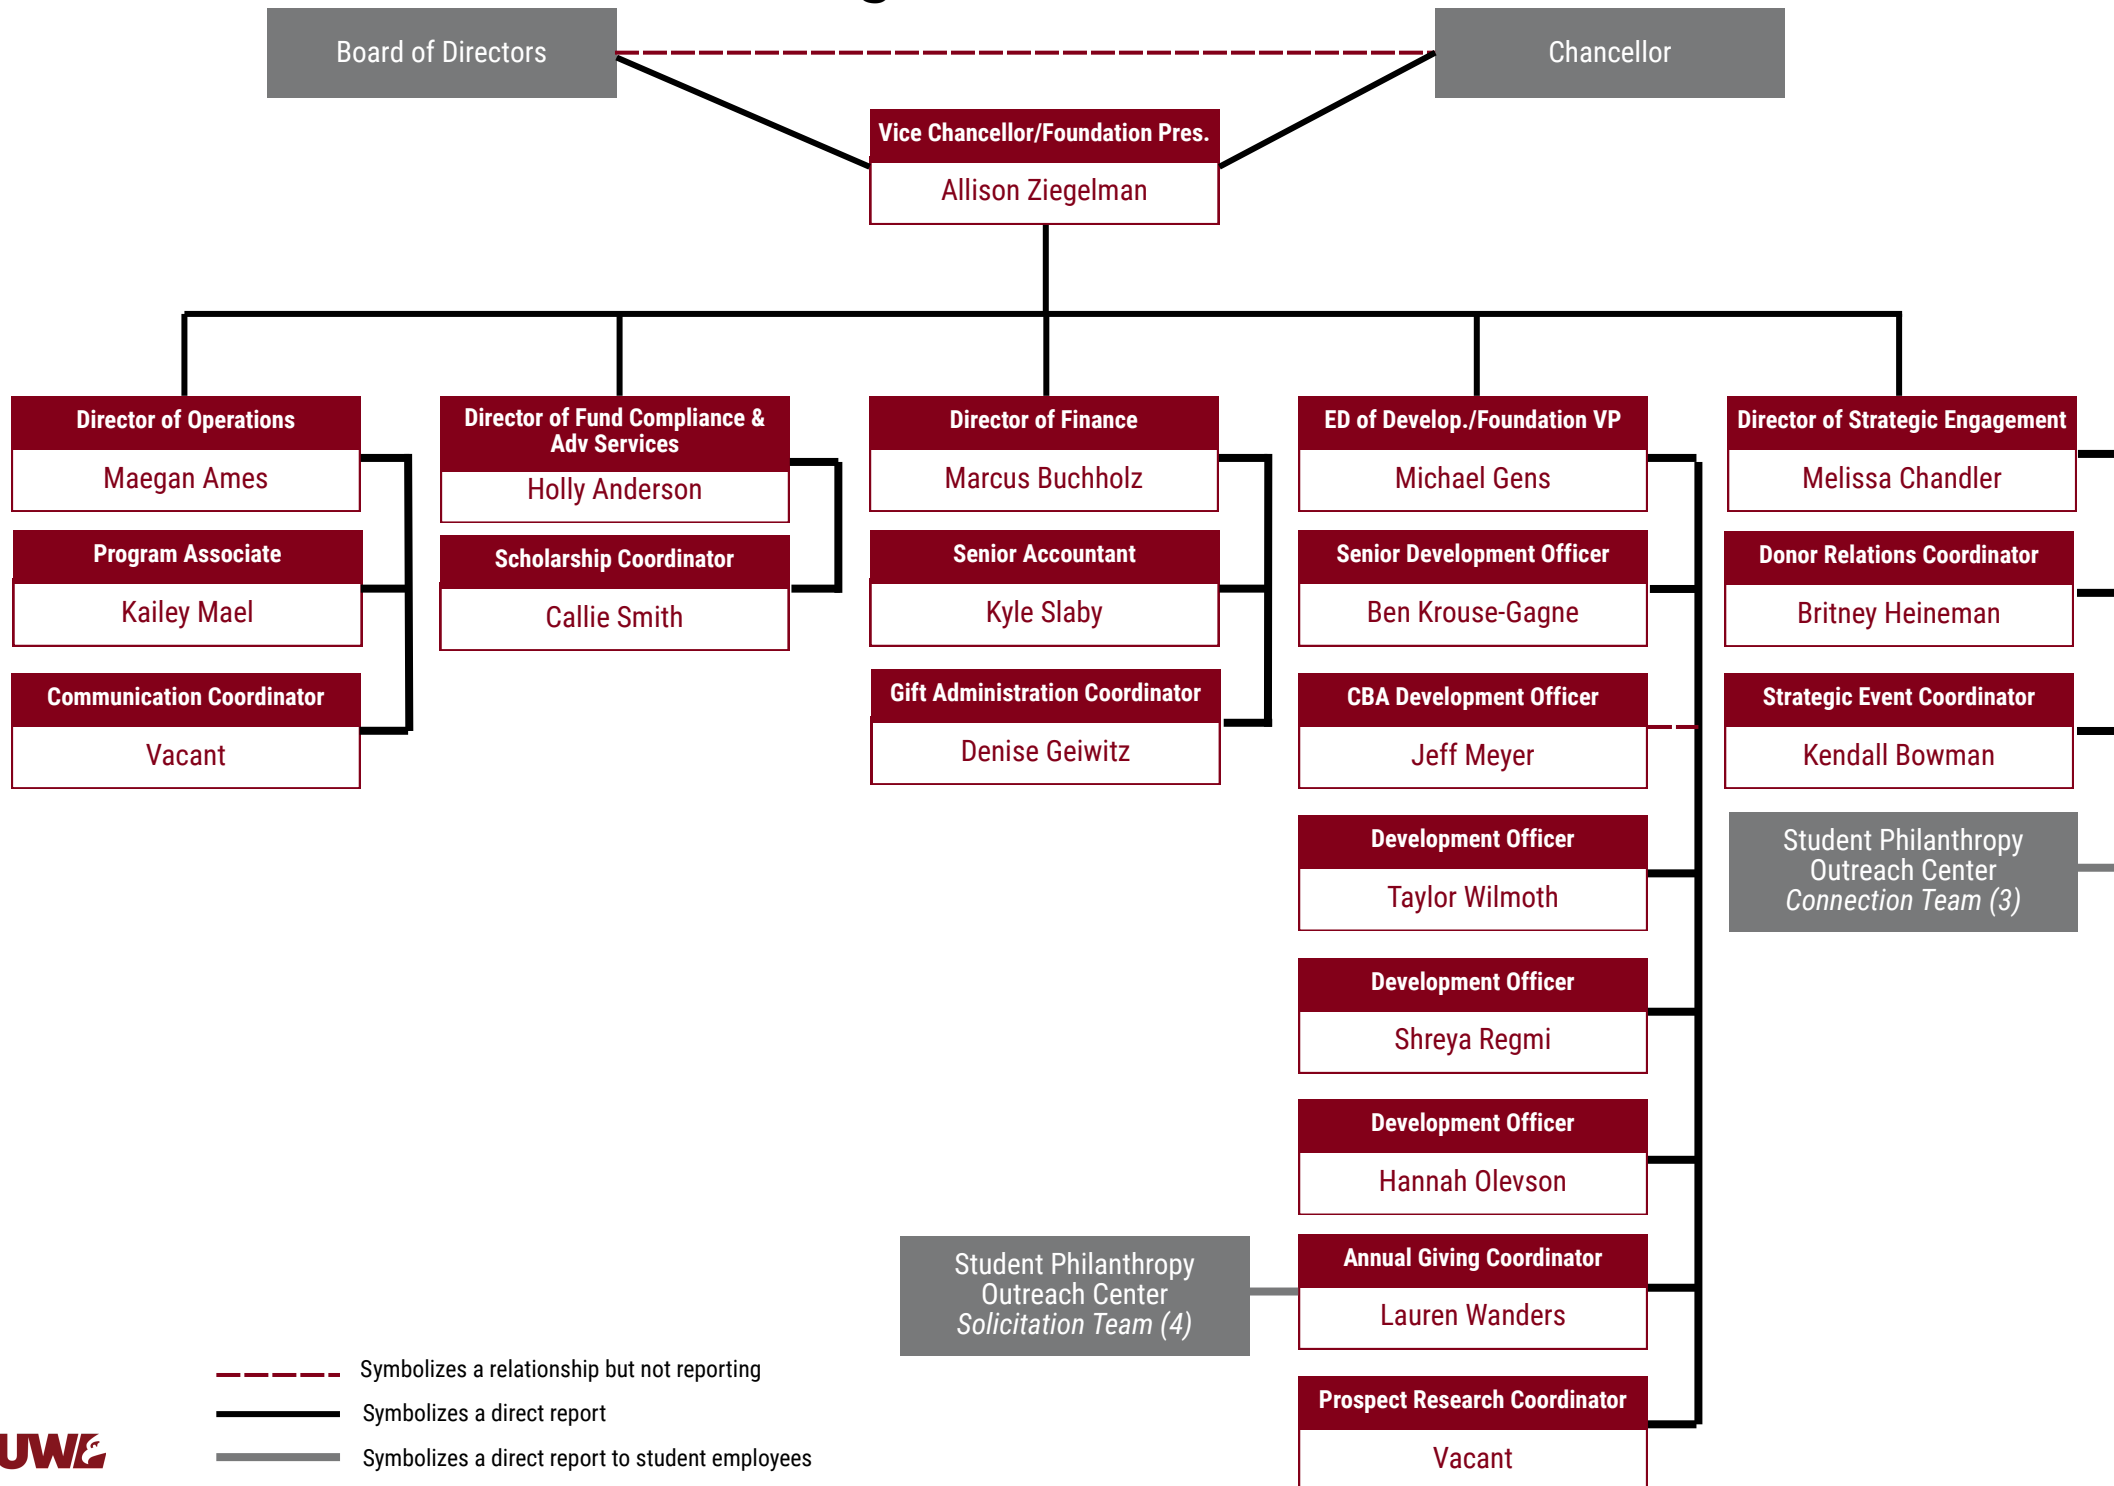 Board of Directors
Chancellor
Vice Chancellor/Foundation Pres.
Allison Ziegelman
Director of Operations
Maegan Ames
Program Associate
Kailey Mael
Communication Coordinator
Vacant
Director of Fund Compliance &
Adv Services
Holly Anderson
Scholarship Coordinator
Callie Smith
Director of Finance
Marcus Buchholz
Senior Accountant
Kyle Slaby
Gift Administration Coordinator
Denise Geiwitz
ED of Develop./Foundation VP
Michael Gens
Senior Development Officer
Ben Krouse-Gagne
CBA Development Officer
Jeff Meyer
Development Officer
Taylor Wilmoth
Development Officer
Shreya Regmi
Development Officer
Hannah Olevson
Annual Giving Coordinator
Lauren Wanders
Prospect Research Coordinator
Vacant
Student Philanthropy
Outreach Center
Solicitation Team (4)
Director of Strategic Engagement
Melissa Chandler
Donor Relations Coordinator
Britney Heineman
Strategic Event Coordinator
Kendall Bowman
Student Philanthropy
Outreach Center
Connection Team (3)
Symbolizes a relationship but not reporting
Symbolizes a direct report
Symbolizes a direct report to student employees
UWL